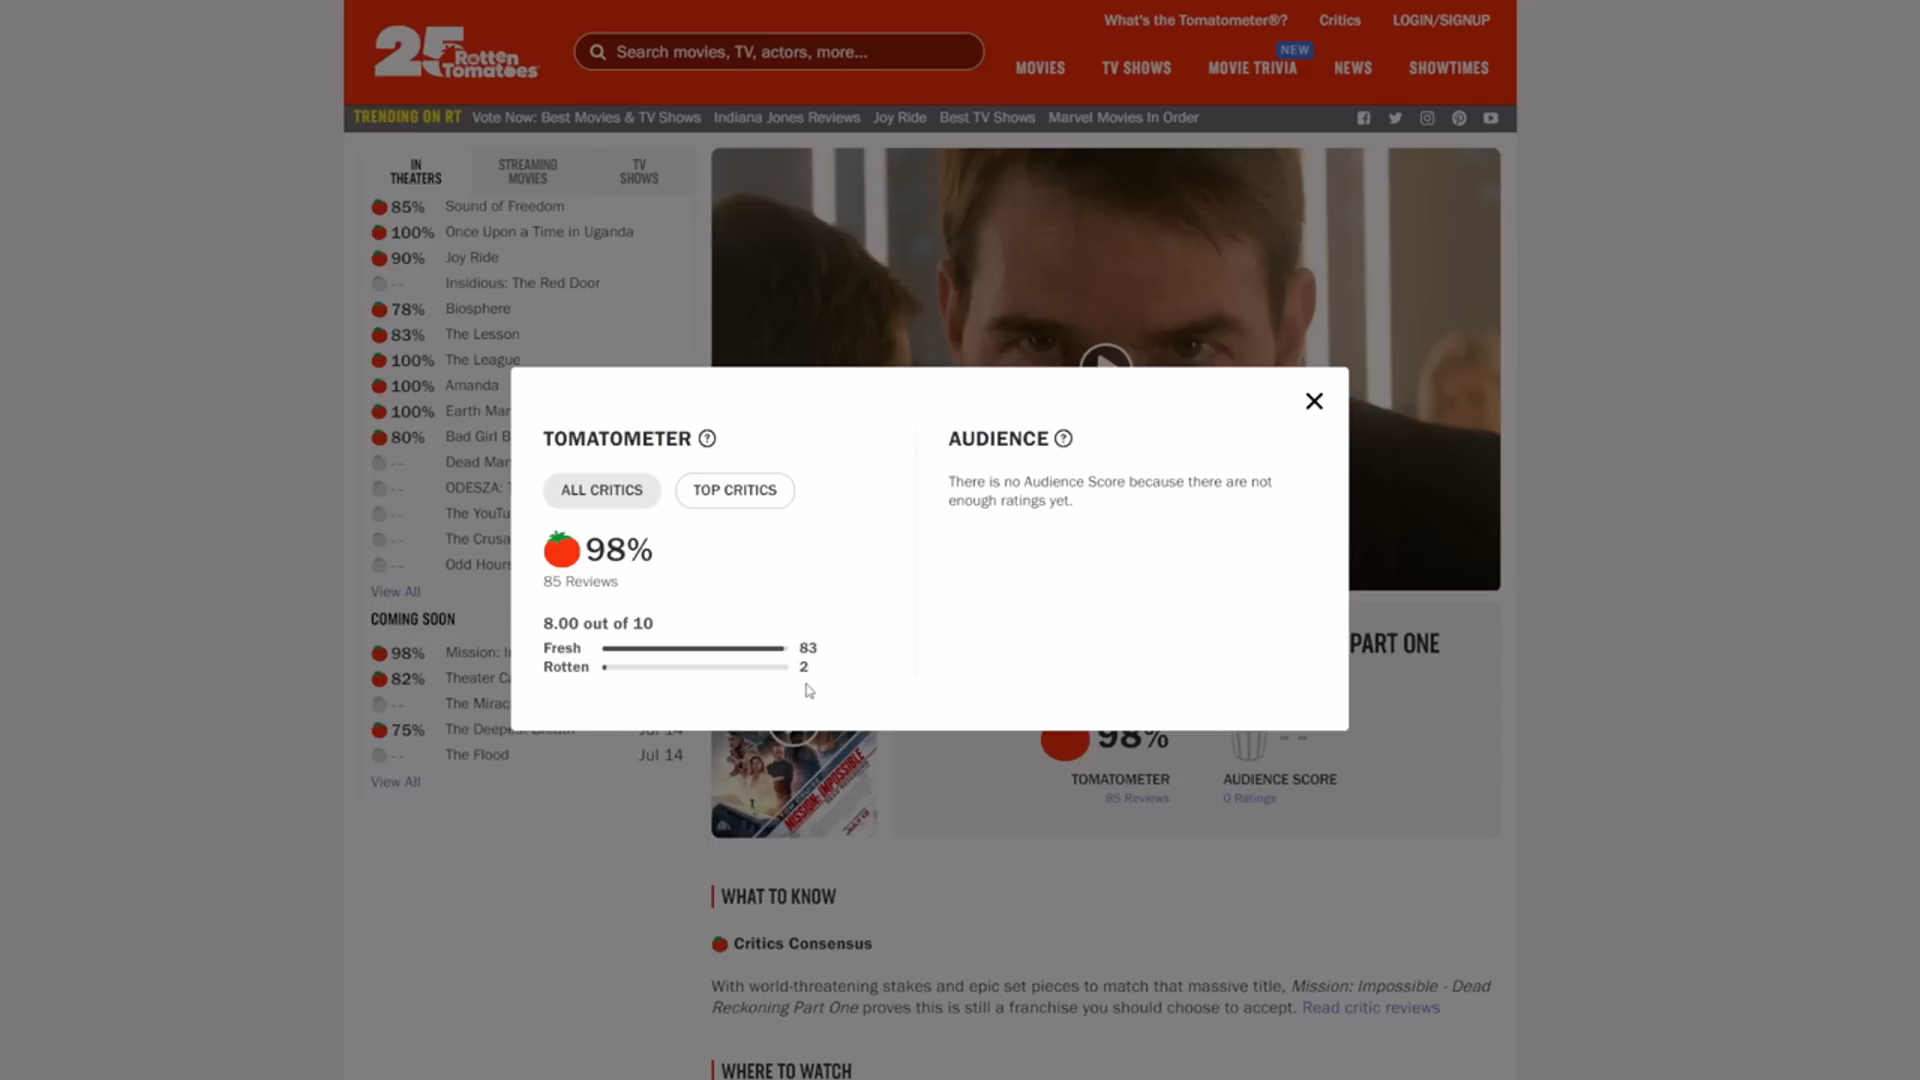 What's the Tomatometer®? Critics LOGIN/SIGNUP
25 Rotten Tomatoes
Search movies, TV, actors, more...
NEW
MOVIES TV SHOWS MOVIE TRIVIA NEWS SHOWTIMES
TRENDING ON RT Vote Now: Best Movies & TV Shows Indiana Jones Reviews Joy Ride Best TV Shows Marvel Movies In Order
IN THEATERS
STREAMING MOVIES
TV SHOWS
85% Sound of Freedom
100% Once Upon a Time in Uganda
90% Joy Ride
-- Insidious: The Red Door
78% Biosphere
83% The Lesson
100% The League
100% Amanda
100% Earth Mar
80% Bad Girl B
-- Dead Man
-- ODESZA:
-- The YouTu
-- The Crusa
-- Odd Hours
View All
COMING SOON
98% Mission: I
82% Theater C
-- The Mirac
75% The Deepest Breath Jul 14
-- The Flood Jul 14
View All
TOMATOMETER ?
ALL CRITICS TOP CRITICS
98%
85 Reviews
8.00 out of 10
Fresh 83
Rotten 2
AUDIENCE ?
There is no Audience Score because there are not
enough ratings yet.
PART ONE
98% --
TOMATOMETER AUDIENCE SCORE
85 Reviews 0 Ratings
MISSION: IMPOSSIBLE
WHAT TO KNOW
Critics Consensus
With world-threatening stakes and epic set pieces to match that massive title, Mission: Impossible - Dead
Reckoning Part One proves this is still a franchise you should choose to accept. Read critic reviews
WHERE TO WATCH